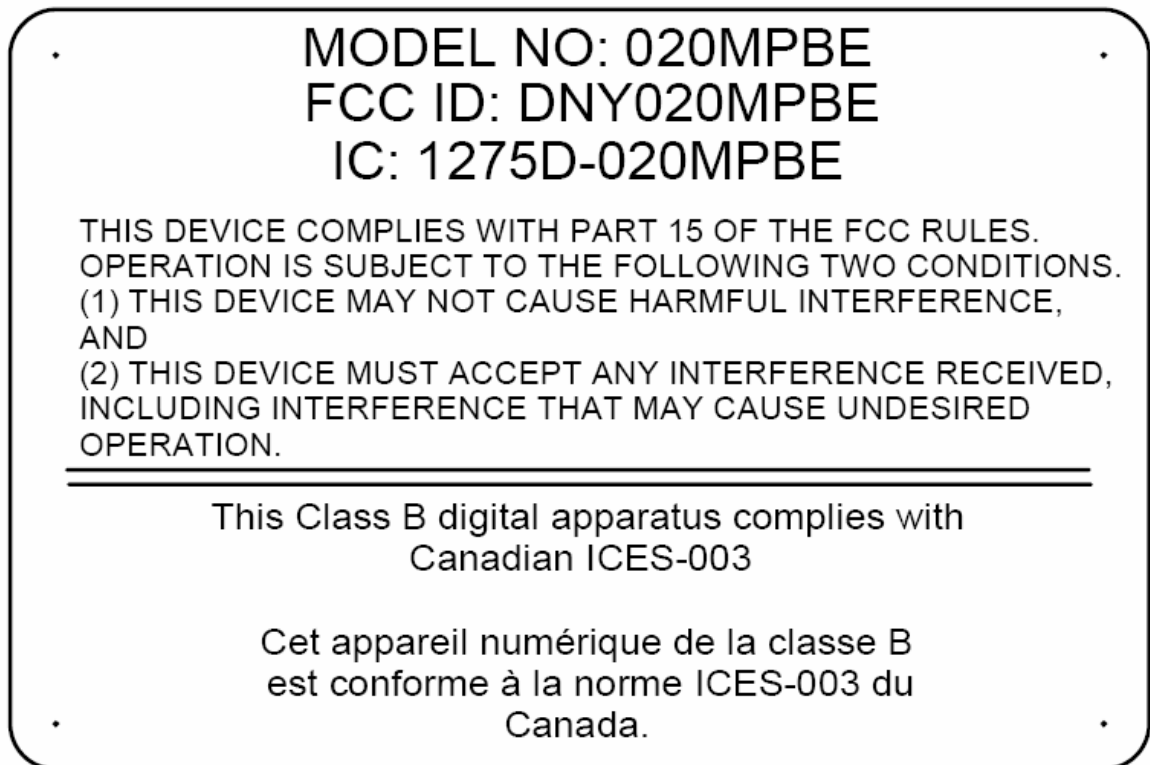 MODEL NO: 020MPBE
FCC ID: DNY020MPBE
IC: 1275D-020MPBE
THIS DEVICE COMPLIES WITH PART 15 OF THE FCC RULES.
OPERATION IS SUBJECT TO THE FOLLOWING TWO CONDITIONS.
(1) THIS DEVICE MAY NOT CAUSE HARMFUL INTERFERENCE,
AND
(2) THIS DEVICE MUST ACCEPT ANY INTERFERENCE RECEIVED,
INCLUDING INTERFERENCE THAT MAY CAUSE UNDESIRED
OPERATION.
This Class B digital apparatus complies with
Canadian ICES-003
Cet appareil numérique de la classe B
est conforme à la norme ICES-003 du
Canada.